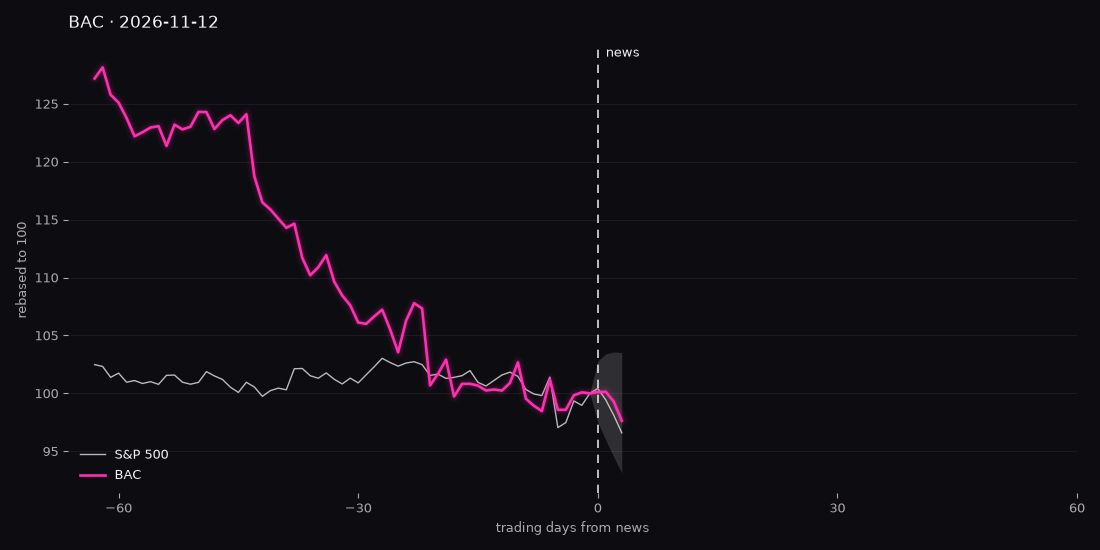 BAC · 2026-11-12
news
125
120
115
110
105
100
95
rebased to 100
S&P 500
BAC
−60
−30
0
30
60
trading days from news